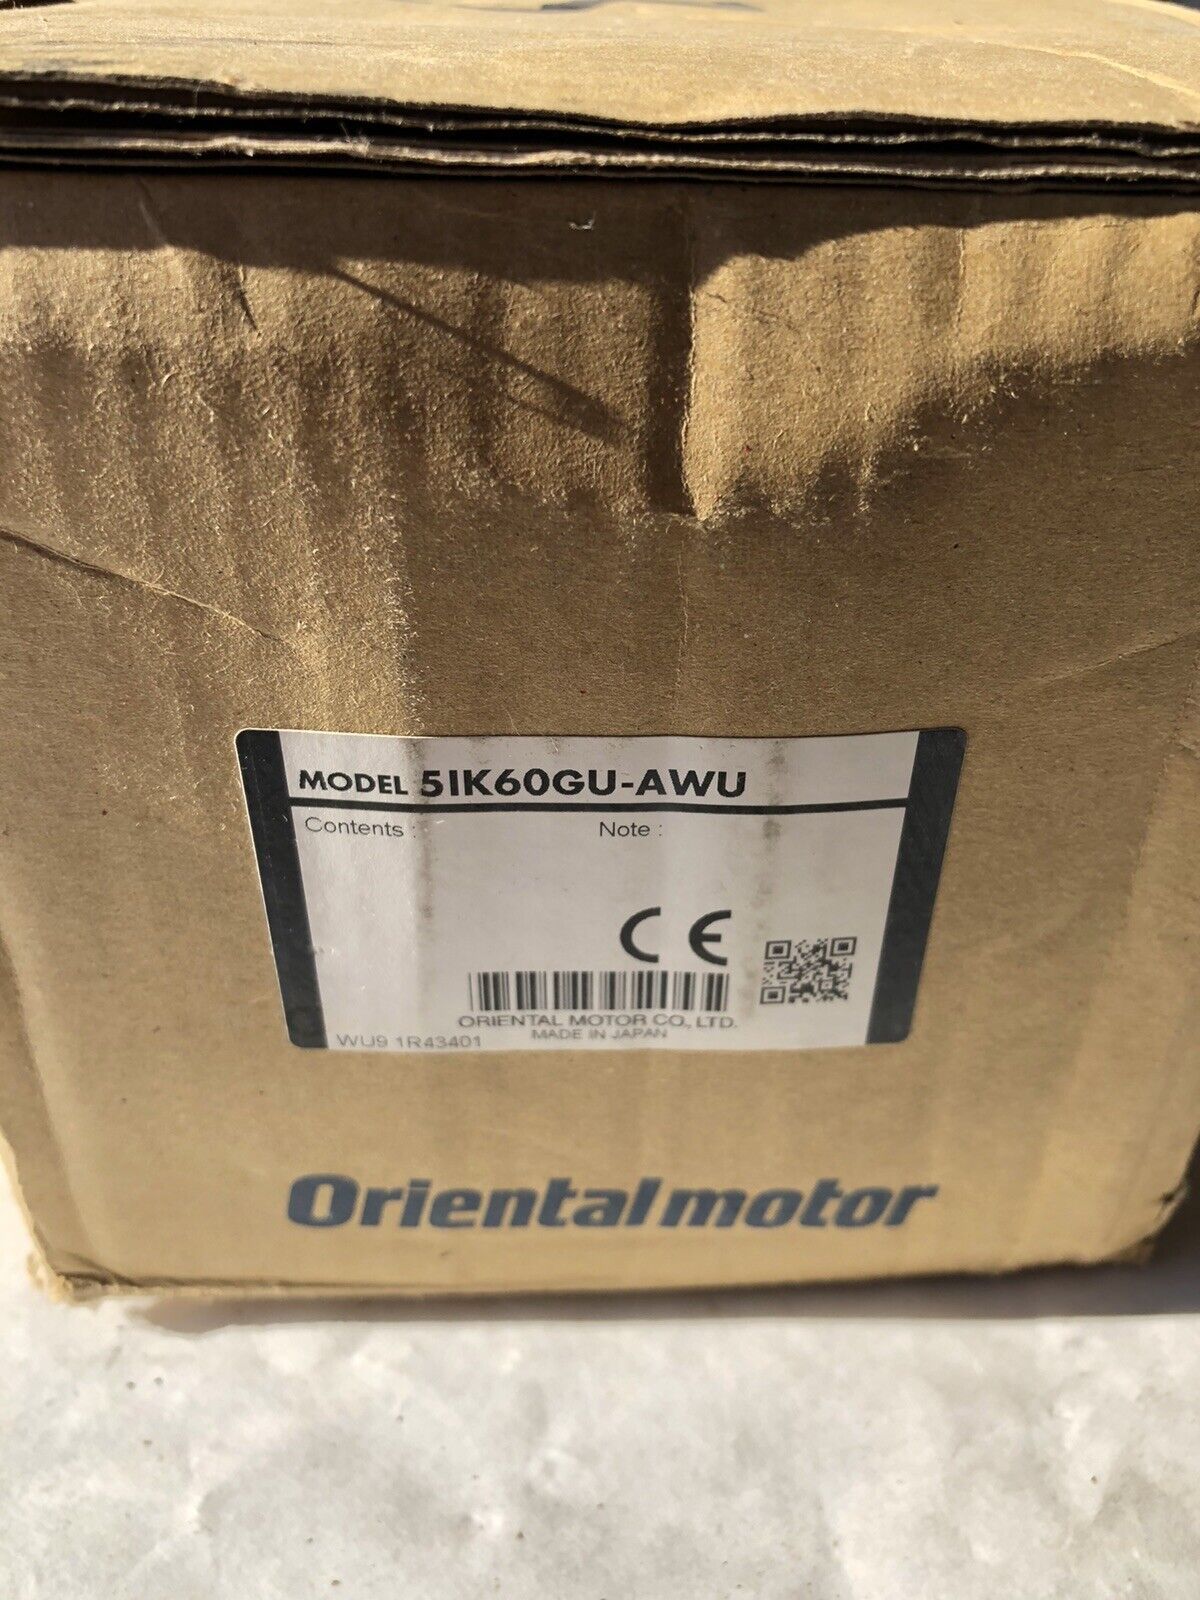 MODEL 5IK60GU-AWU
Contents :
Note :
CE
ORIENTAL MOTOR CO., LTD.
MADE IN JAPAN
WU9 1R43401
Orientalmotor